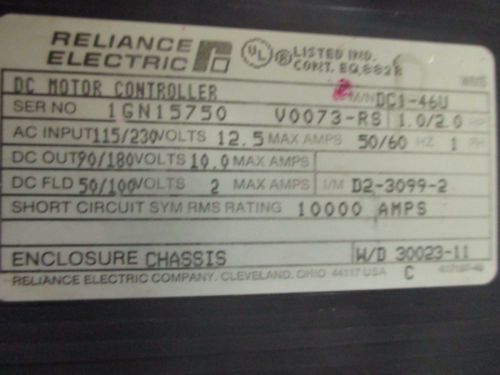 RELIANCE
ELECTRIC
UL ® LISTED IND.
CONT. EQ. 882B
DC MOTOR CONTROLLER M/N DC1-46U
SER NO 1GN15750 V0073-RS 1.0/2.0 HP
AC INPUT 115/230 VOLTS 12.5 MAX AMPS 50/60 HZ 1 PH
DC OUT 90/180 VOLTS 10.0 MAX AMPS
DC FLD 50/100 VOLTS 2 MAX AMPS I/M D2-3099-2
SHORT CIRCUIT SYM RMS RATING 10000 AMPS
ENCLOSURE CHASSIS W/D 30023-11
RELIANCE ELECTRIC COMPANY, CLEVELAND, OHIO 44117 USA C